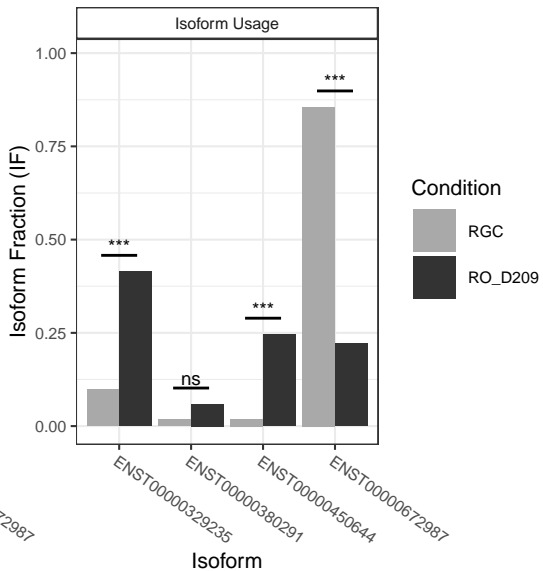 Isoform Usage
Isoform Fraction (IF)
1.00
0.75
0.50
0.25
0.00
***
ns
***
***
ENST00000329235
ENST00000380291
ENST00000450644
ENST00000672987
72987
Isoform
Condition
RGC
RO_D209